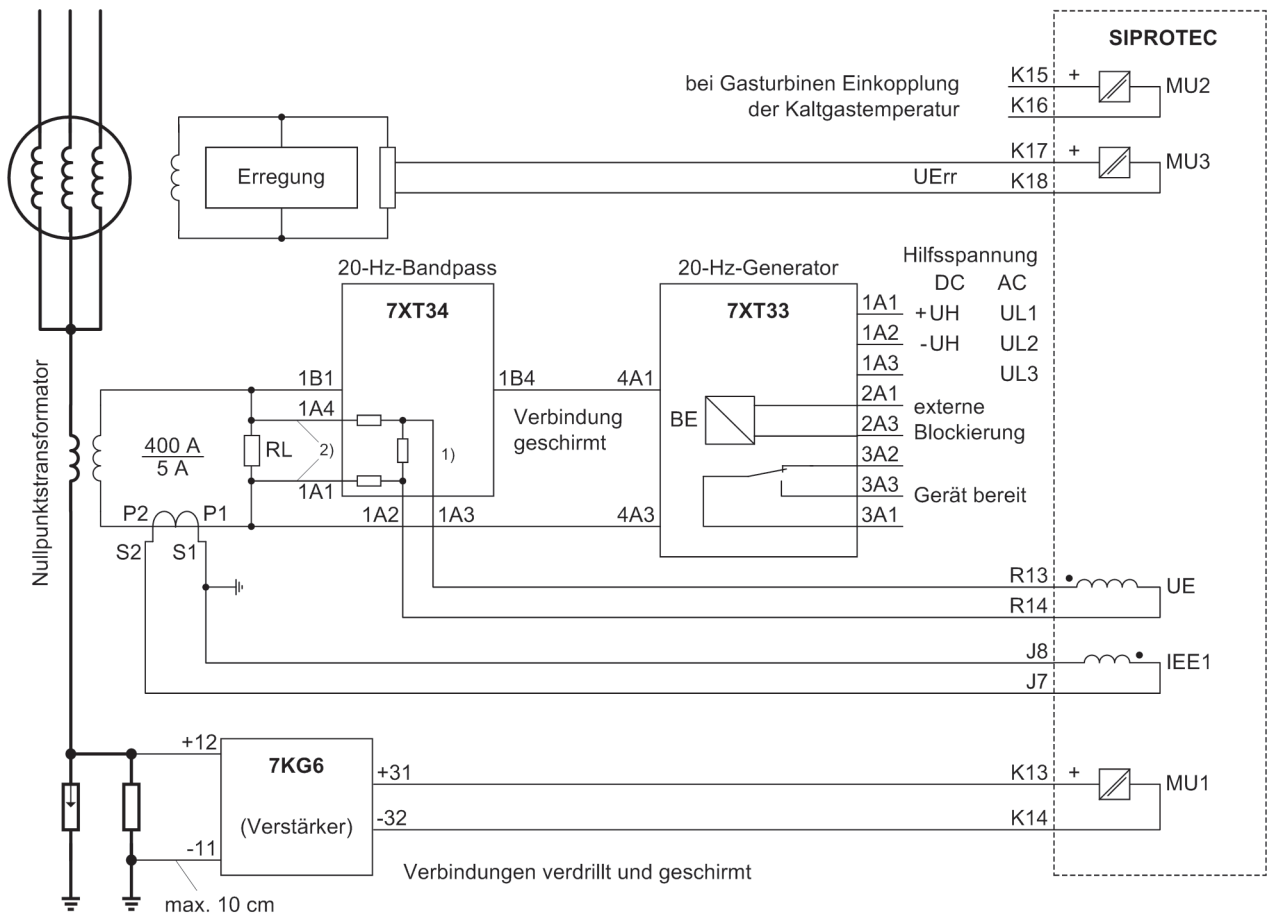 SIPROTEC
bei Gasturbinen Einkopplung
der Kaltgastemperatur
K15
+
MU2
K16
K17
+
MU3
UErr
K18
Erregung
20-Hz-Bandpass
7XT34
20-Hz-Generator
7XT33
Hilfsspannung
DC AC
1A1
+UH UL1
1A2
-UH UL2
1A3
UL3
2A1
externe
2A3
Blockierung
BE
3A2
3A3
Gerät bereit
3A1
1B1
1B4
4A1
Verbindung
geschirmt
1A4
RL
2)
1)
1A1
1A2
1A3
4A3
Nullpunktstransformator
400 A
5 A
P2
P1
S2
S1
R13
UE
R14
J8
IEE1
J7
+12
7KG6
(Verstärker)
+31
-32
-11
K13
+
MU1
K14
Verbindungen verdrillt und geschirmt
max. 10 cm